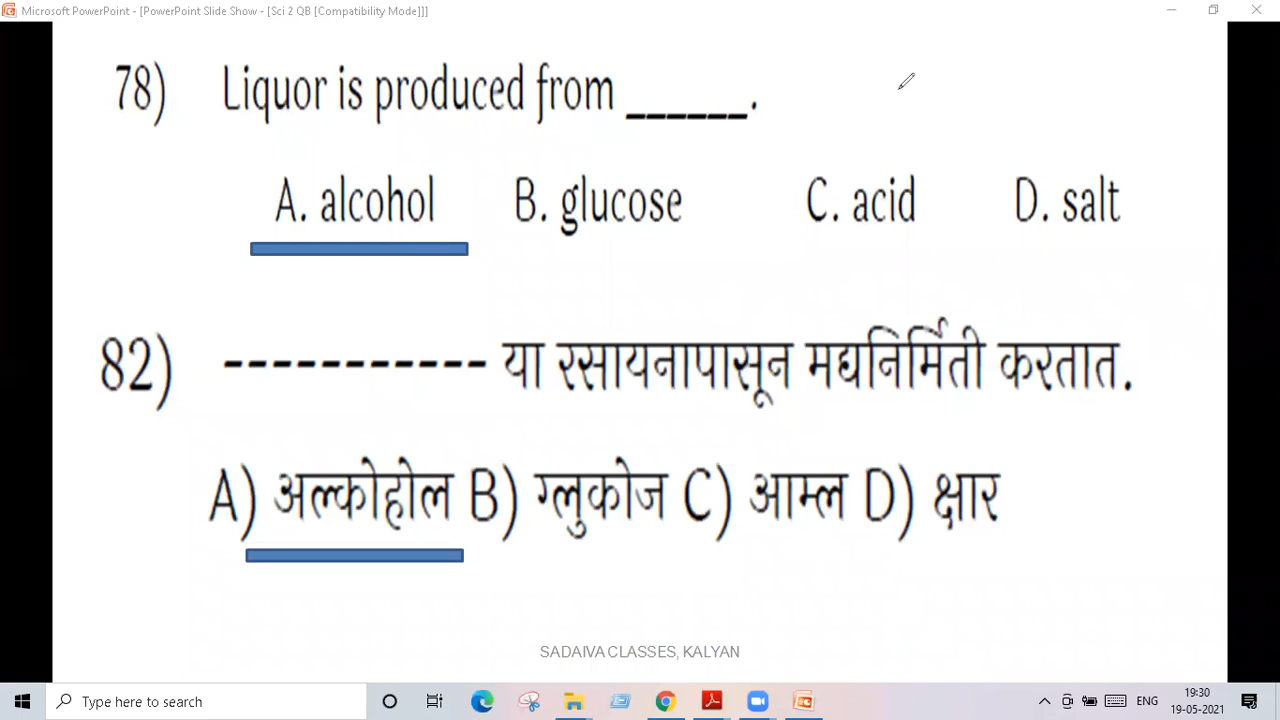 Microsoft PowerPoint - [PowerPoint Slide Show - [Sci 2 QB [Compatibility Mode]]]
78) Liquor is produced from ______.
A. alcohol B. glucose C. acid D. salt
82) ----------- या रसायनापासून मद्यनिर्मिती करतात.
A) अल्कोहोल B) ग्लुकोज C) आम्ल D) क्षार
SADAIVA CLASSES, KALYAN
Type here to search
ENG
19:30
19-05-2021
3